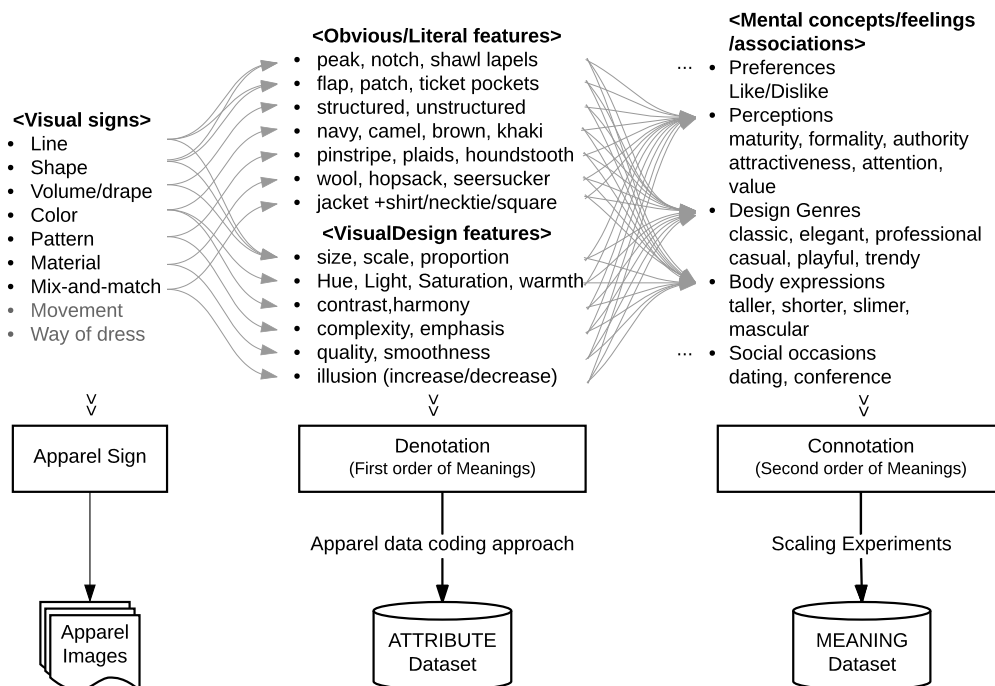 <Visual signs>
• Line
• Shape
• Volume/drape
• Color
• Pattern
• Material
• Mix-and-match
• Movement
• Way of dress
<Obvious/Literal features>
• peak, notch, shawl lapels
• flap, patch, ticket pockets
• structured, unstructured
• navy, camel, brown, khaki
• pinstripe, plaids, houndstooth
• wool, hopsack, seersucker
• jacket +shirt/necktie/square
<VisualDesign features>
• size, scale, proportion
• Hue, Light, Saturation, warmth
• contrast,harmony
• complexity, emphasis
• quality, smoothness
• illusion (increase/decrease)
<Mental concepts/feelings
/associations>
... • Preferences
Like/Dislike
• Perceptions
maturity, formality, authority
attractiveness, attention,
value
• Design Genres
classic, elegant, professional
casual, playful, trendy
• Body expressions
taller, shorter, slimer,
mascular
... • Social occasions
dating, conference
Apparel Sign
Denotation
(First order of Meanings)
Connotation
(Second order of Meanings)
Apparel data coding approach
Scaling Experiments
Apparel
Images
ATTRIBUTE
Dataset
MEANING
Dataset